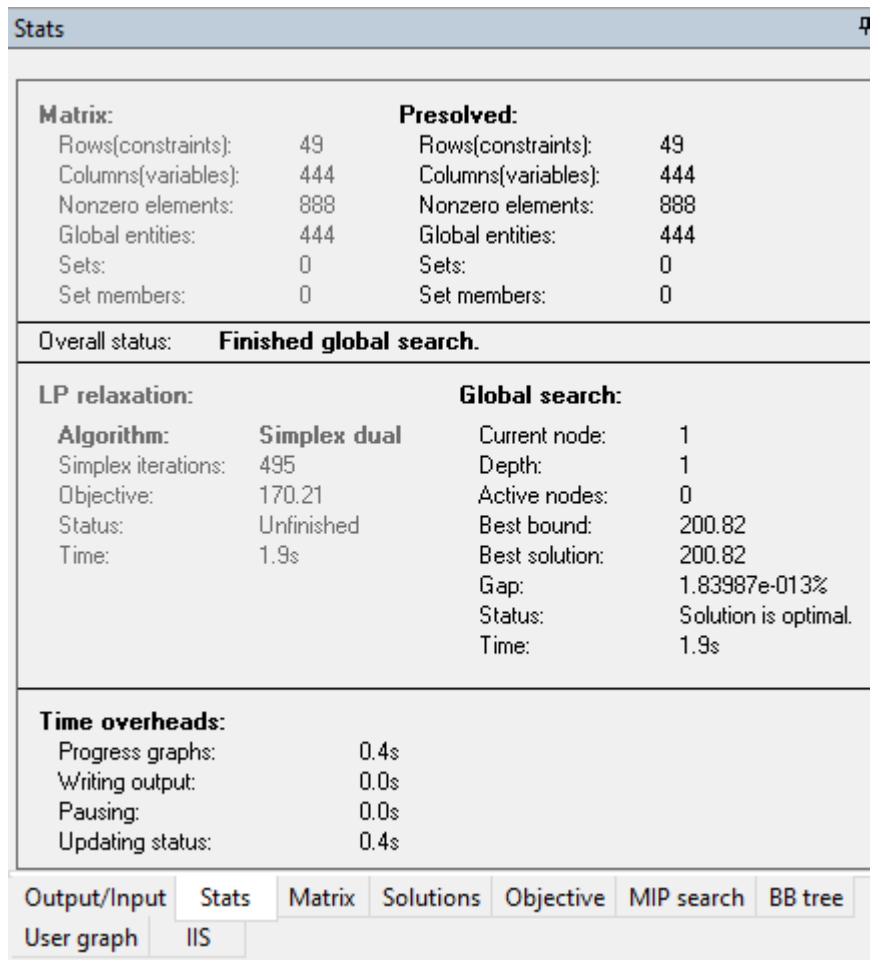 Stats
Matrix: Presolved:
Rows(constraints): 49 Rows(constraints): 49
Columns(variables): 444 Columns(variables): 444
Nonzero elements: 888 Nonzero elements: 888
Global entities: 444 Global entities: 444
Sets: 0 Sets: 0
Set members: 0 Set members: 0
Overall status: Finished global search.
LP relaxation: Global search:
Algorithm: Simplex dual Current node: 1
Simplex iterations: 495 Depth: 1
Objective: 170.21 Active nodes: 0
Status: Unfinished Best bound: 200.82
Time: 1.9s Best solution: 200.82
Gap: 1.83987e-013%
Status: Solution is optimal.
Time: 1.9s
Time overheads:
Progress graphs: 0.4s
Writing output: 0.0s
Pausing: 0.0s
Updating status: 0.4s
Output/Input Stats Matrix Solutions Objective MIP search BB tree
User graph IIS